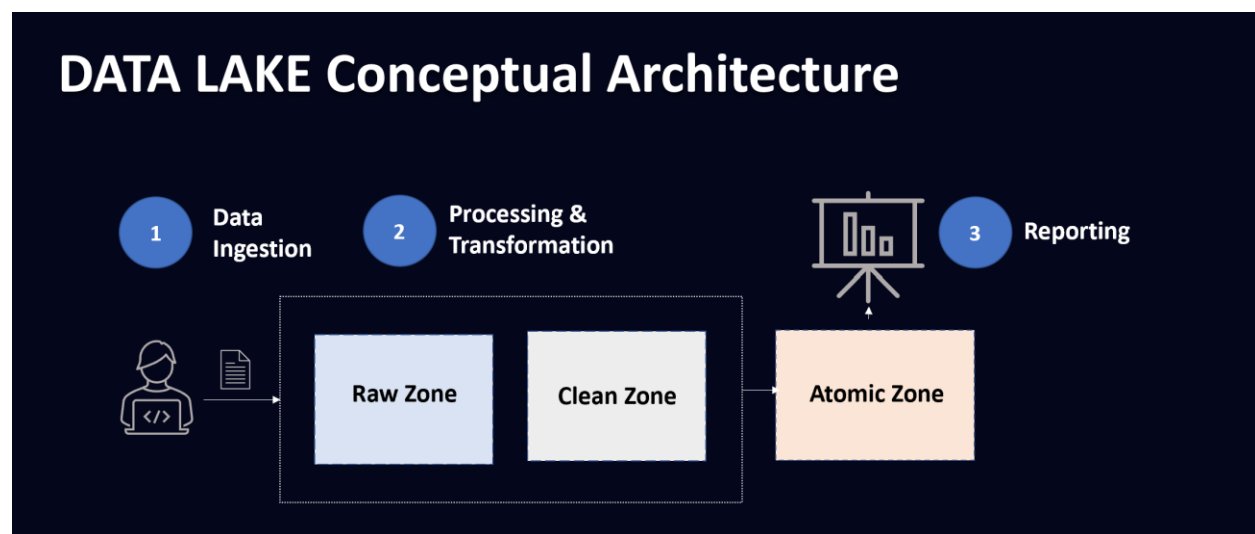 DATA LAKE Conceptual Architecture
1
Data
Ingestion
2
Processing &
Transformation
3
Reporting
</>
Raw Zone
Clean Zone
Atomic Zone